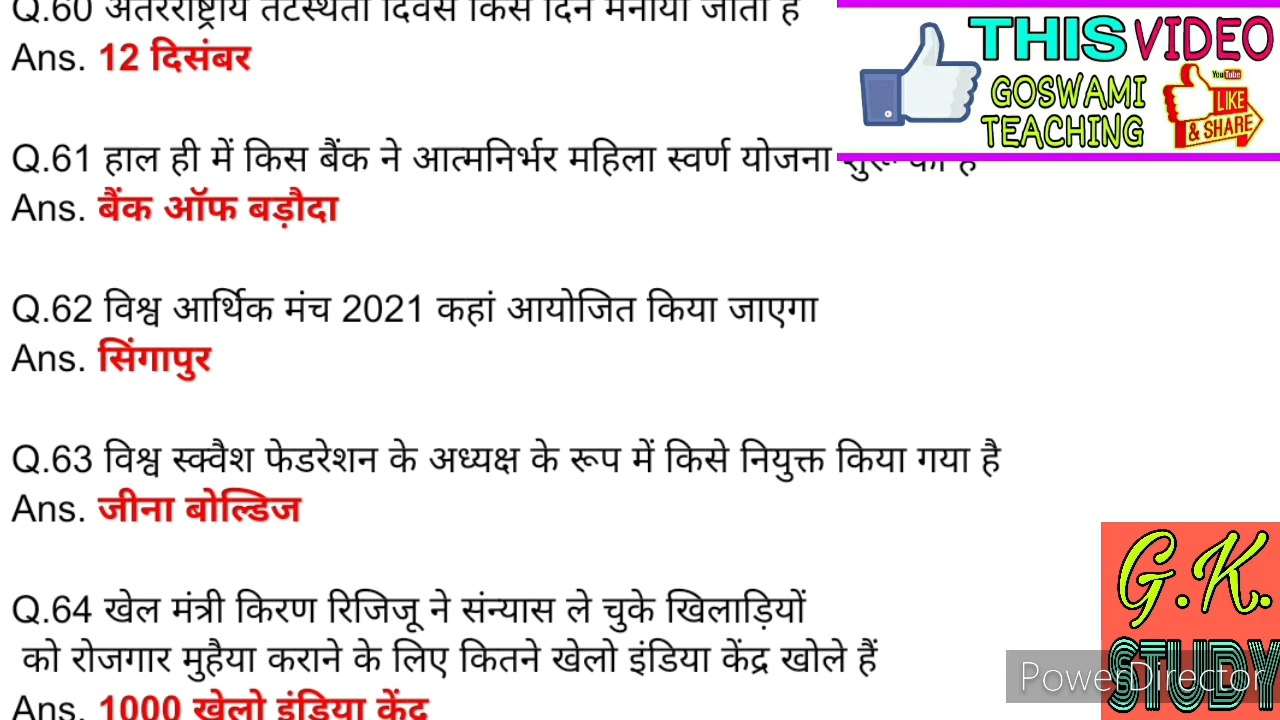 Q.60 अंतरराष्ट्रीय तटस्थता दिवस किस दिन मनाया जाता है
Ans. 12 दिसंबर
THIS VIDEO
GOSWAMI
TEACHING
YouTube
LIKE
& SHARE
Q.61 हाल ही में किस बैंक ने आत्मनिर्भर महिला स्वर्ण योजना शुरू की है
Ans. बैंक ऑफ बड़ौदा
Q.62 विश्व आर्थिक मंच 2021 कहां आयोजित किया जाएगा
Ans. सिंगापुर
Q.63 विश्व स्क्वैश फेडरेशन के अध्यक्ष के रूप में किसे नियुक्त किया गया है
Ans. जीना बोल्डिज
Q.64 खेल मंत्री किरण रिजिजू ने संन्यास ले चुके खिलाड़ियों
को रोजगार मुहैया कराने के लिए कितने खेलो इंडिया केंद्र खोले हैं
Ans. 1000 खेलो इंडिया केंद्र
G.K.
STUDY
PowerDirector